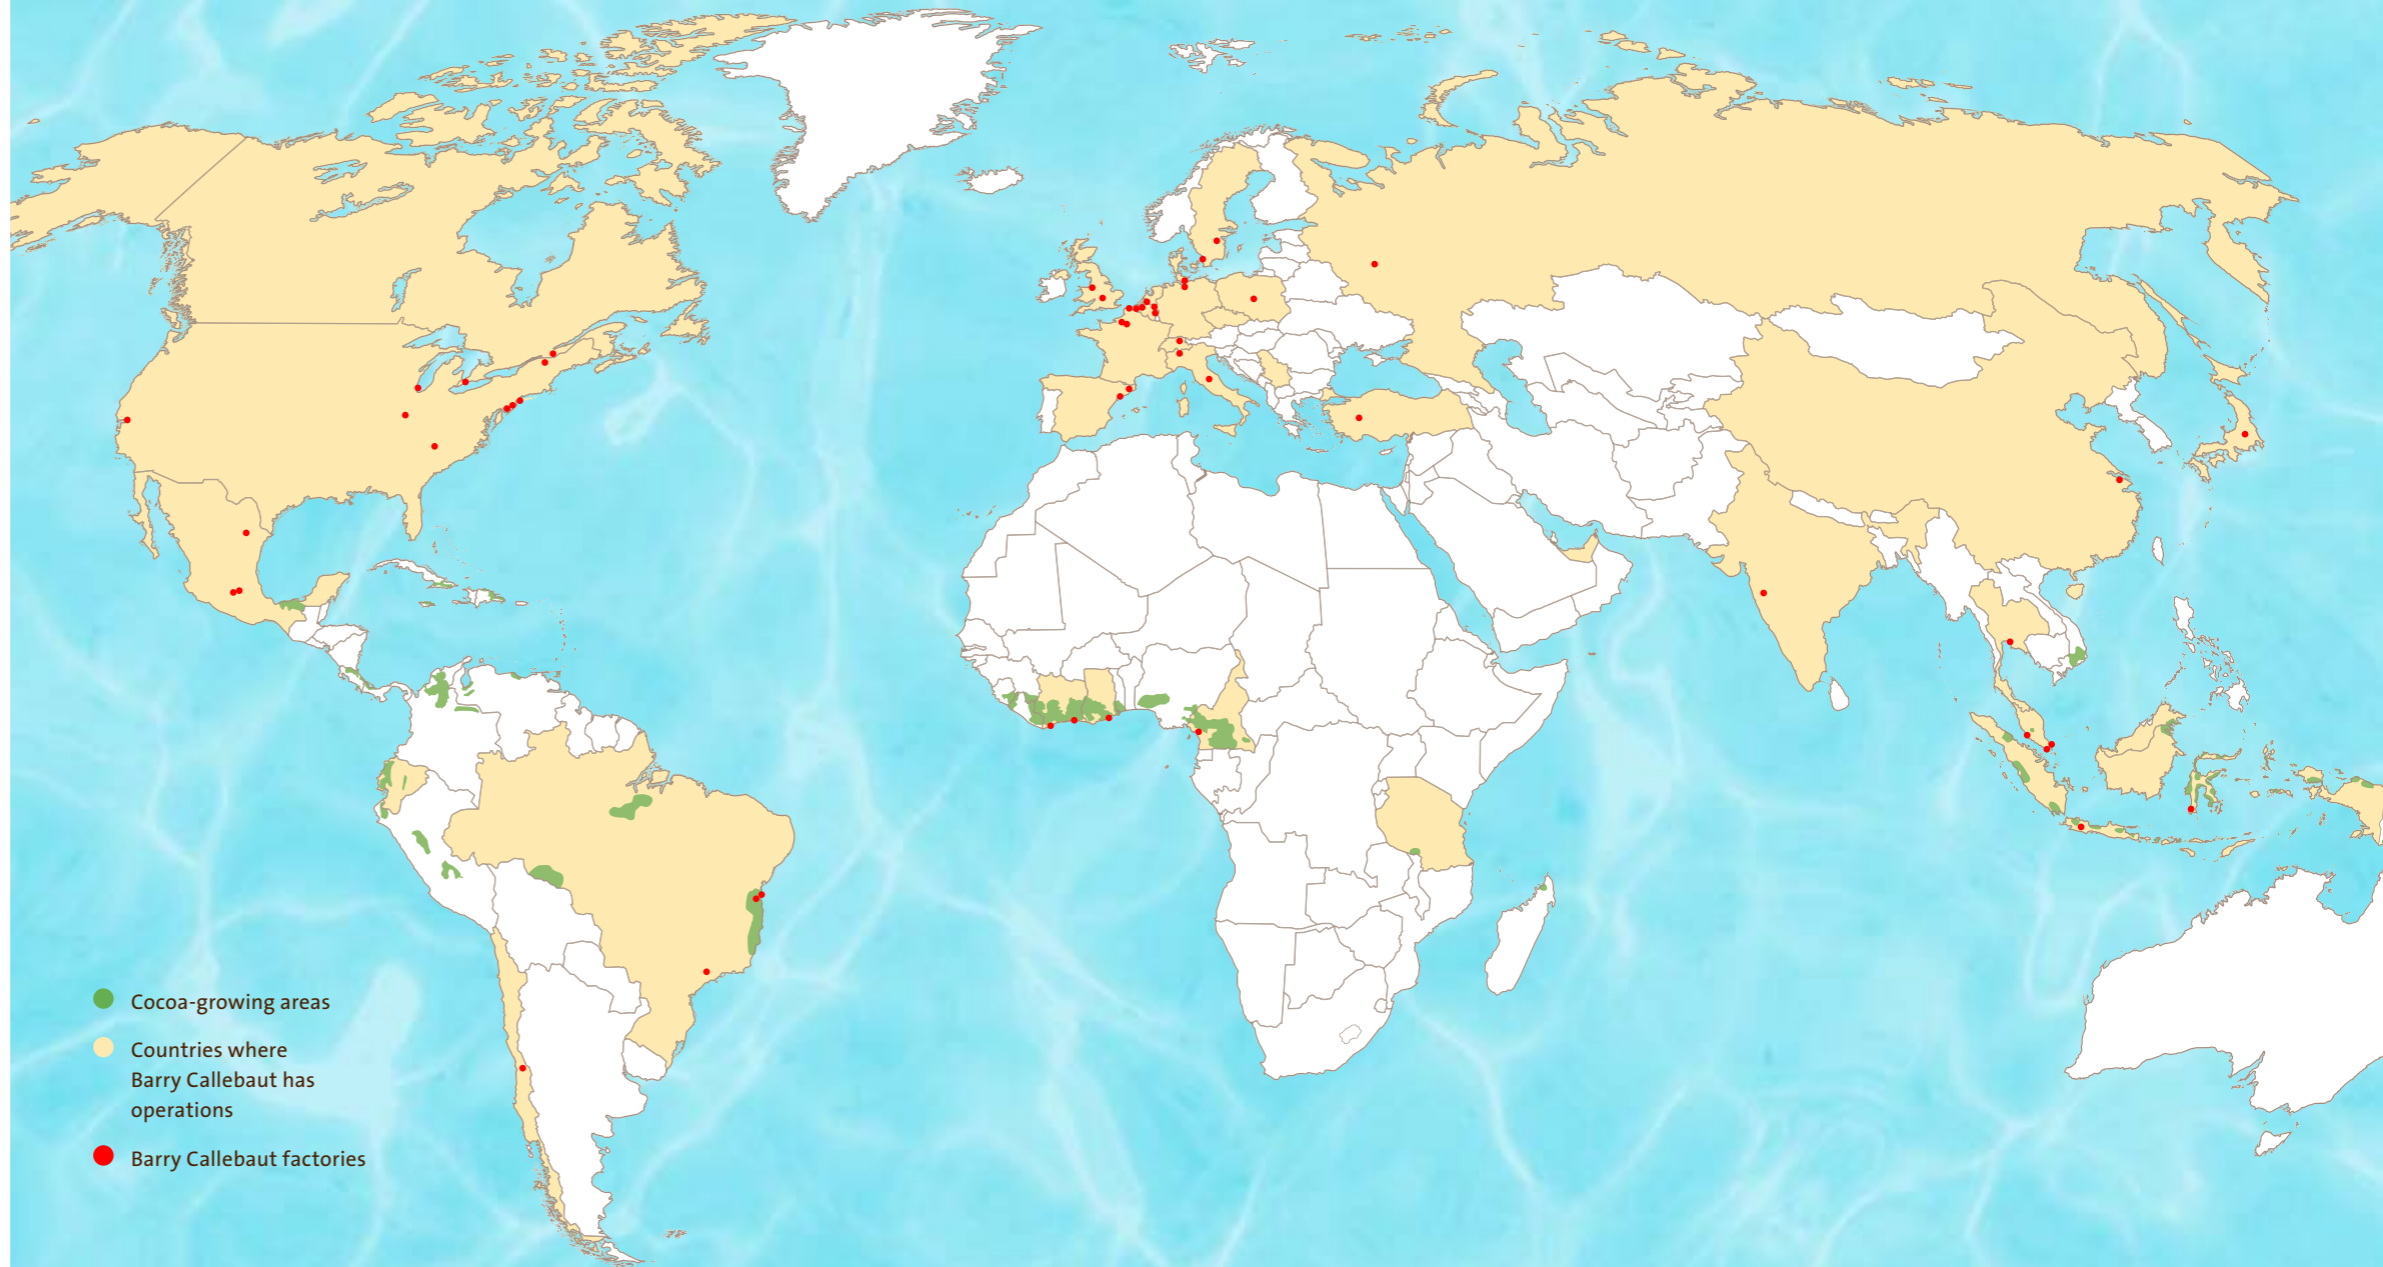 Cocoa-growing areas
Countries where
Barry Callebaut has
operations
Barry Callebaut factories